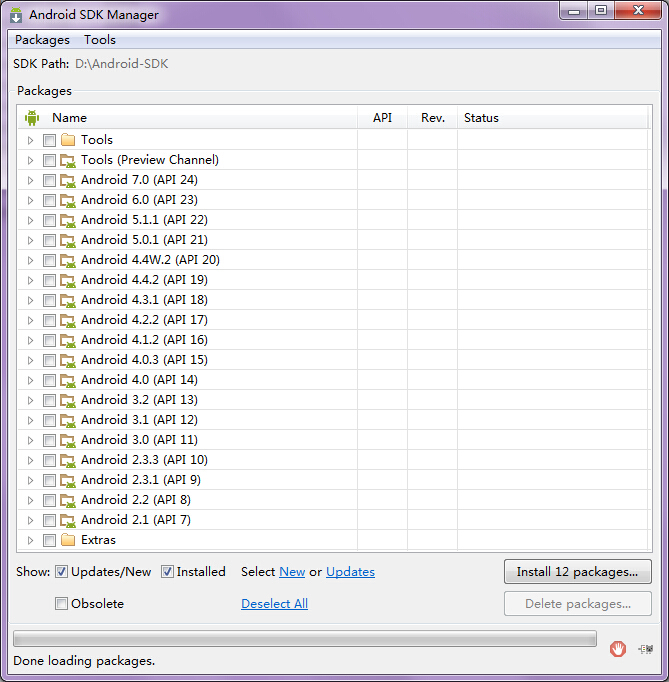 Android SDK Manager
Packages Tools
SDK Path: D:\Android-SDK
Packages
Name API Rev. Status
Tools
Tools (Preview Channel)
Android 7.0 (API 24)
Android 6.0 (API 23)
Android 5.1.1 (API 22)
Android 5.0.1 (API 21)
Android 4.4W.2 (API 20)
Android 4.4.2 (API 19)
Android 4.3.1 (API 18)
Android 4.2.2 (API 17)
Android 4.1.2 (API 16)
Android 4.0.3 (API 15)
Android 4.0 (API 14)
Android 3.2 (API 13)
Android 3.1 (API 12)
Android 3.0 (API 11)
Android 2.3.3 (API 10)
Android 2.3.1 (API 9)
Android 2.2 (API 8)
Android 2.1 (API 7)
Extras
Show: Updates/New Installed Select New or Updates Install 12 packages...
Obsolete Deselect All Delete packages...
Done loading packages.